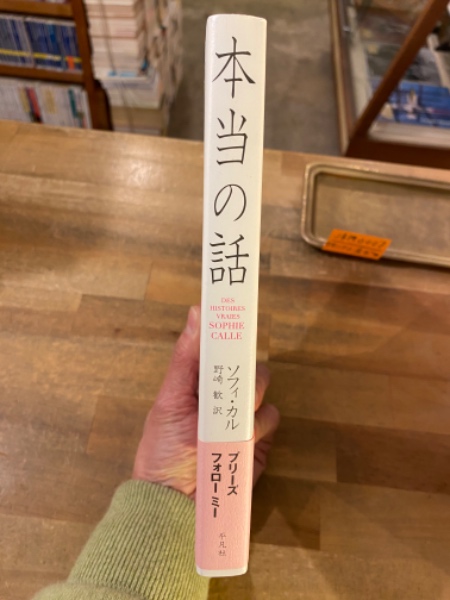 本当の話
DES
HISTOIRES
VRAIES
SOPHIE
CALLE
ソフィ・カル
野崎 歓 訳
プリーズ
フォロー ミー
平凡社